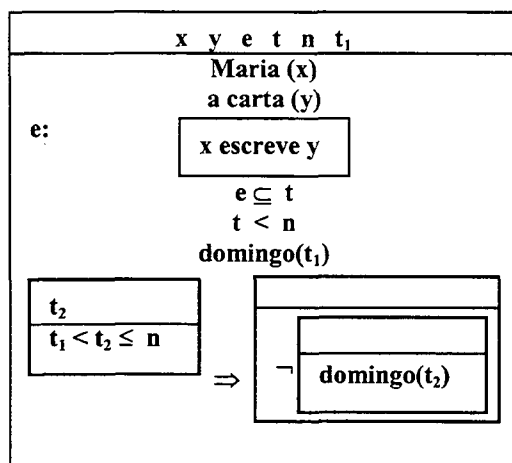 x y e t n t₁
Maria (x)
a carta (y)
e:
x escreve y
e ⊆ t
t < n
domingo(t₁)
t₂
t₁ < t₂ ≤ n
⇒
¬
domingo(t₂)